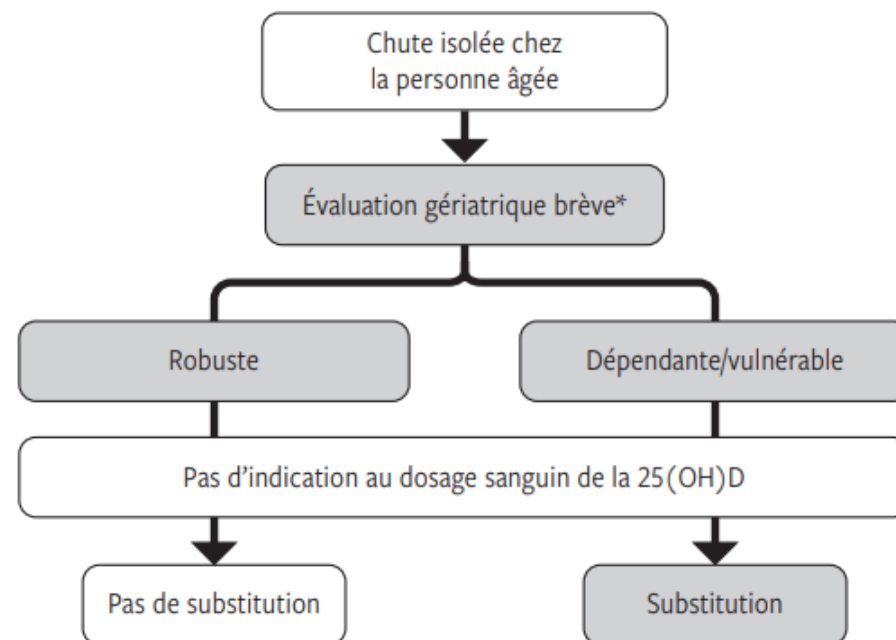 Chute isolée chez
la personne âgée
Évaluation gériatrique brève*
Robuste
Dépendante/vulnérable
Pas d’indication au dosage sanguin de la 25(OH)D
Pas de substitution
Substitution